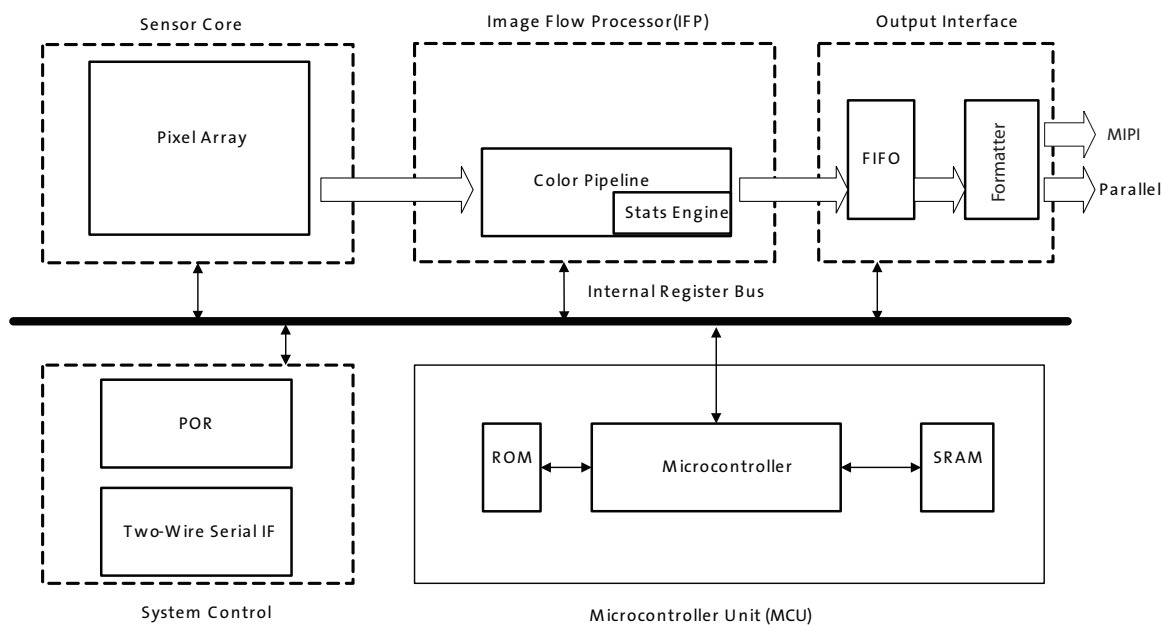 Sensor Core
Image Flow Processor(IFP)
Output Interface
Pixel Array
Color Pipeline
Stats Engine
FIFO
Formatter
MIPI
Parallel
Internal Register Bus
POR
Two-Wire Serial IF
System Control
ROM
Microcontroller
SRAM
Microcontroller Unit (MCU)